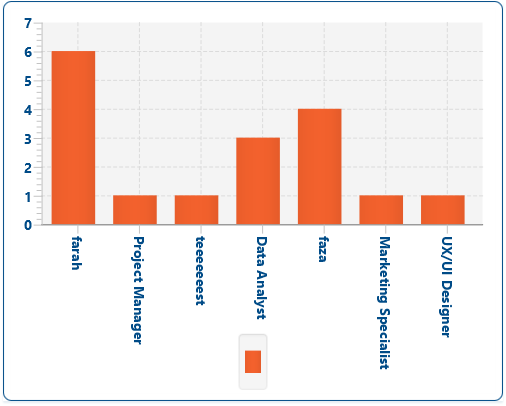 7
6
5
4
3
2
1
0
farah
Project Manager
teeeeeeest
Data Analyst
faza
Marketing Specialist
UX/UI Designer